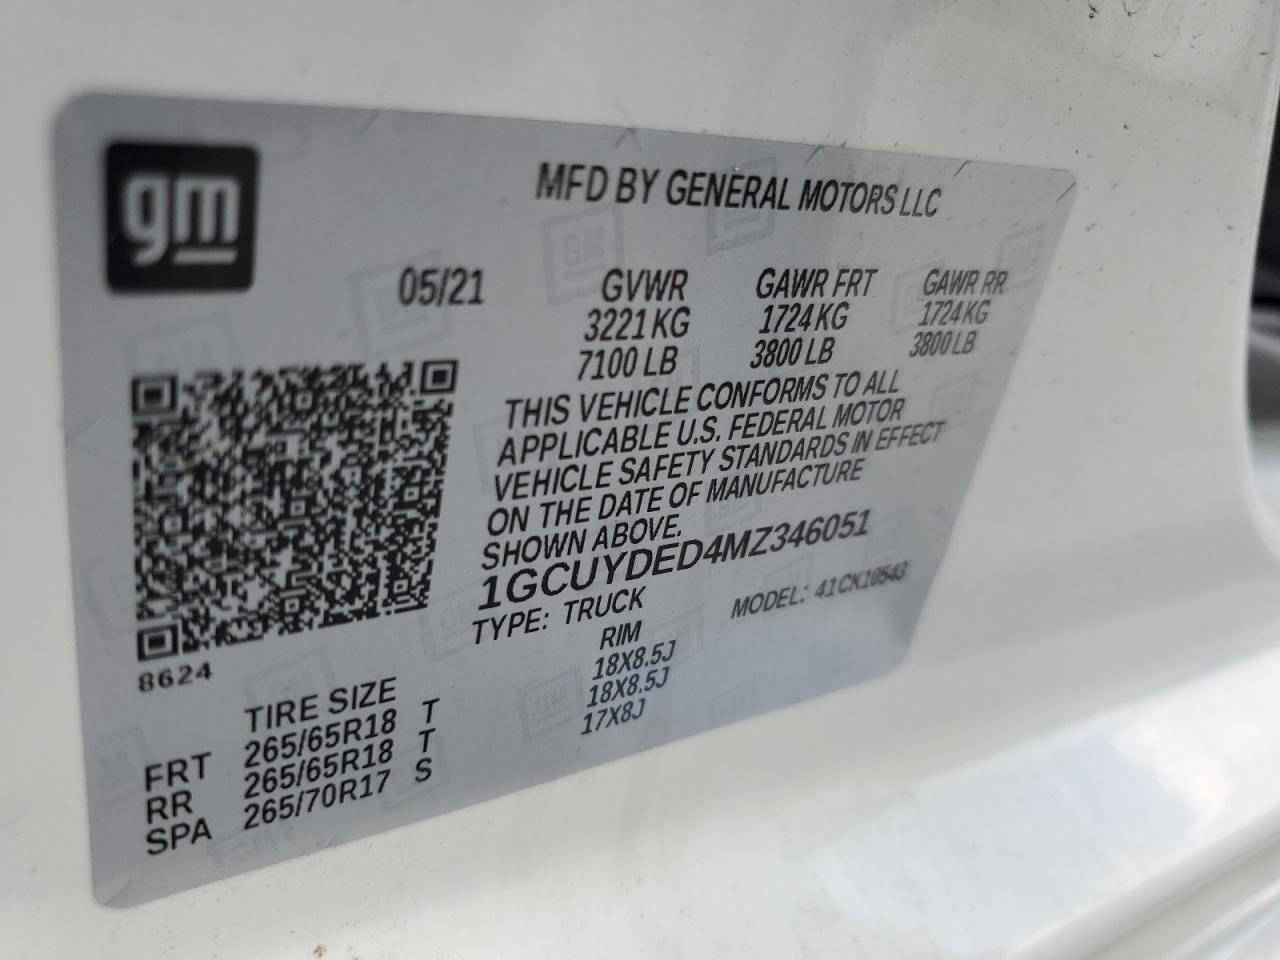 gm
MFD BY GENERAL MOTORS LLC
05/21 GVWR GAWR FRT GAWR RR
3221 KG 1724 KG 1724 KG
7100 LB 3800 LB 3800 LB
THIS VEHICLE CONFORMS TO ALL
APPLICABLE U.S. FEDERAL MOTOR
VEHICLE SAFETY STANDARDS IN EFFECT
ON THE DATE OF MANUFACTURE
SHOWN ABOVE.
1GCUYDED4MZ346051
TYPE: TRUCK MODEL: 41 CK10543
8624
TIRE SIZE RIM
FRT 265/65R18 T 18X8.5J
RR 265/65R18 T 18X8.5J
SPA 265/70R17 S 17X8J